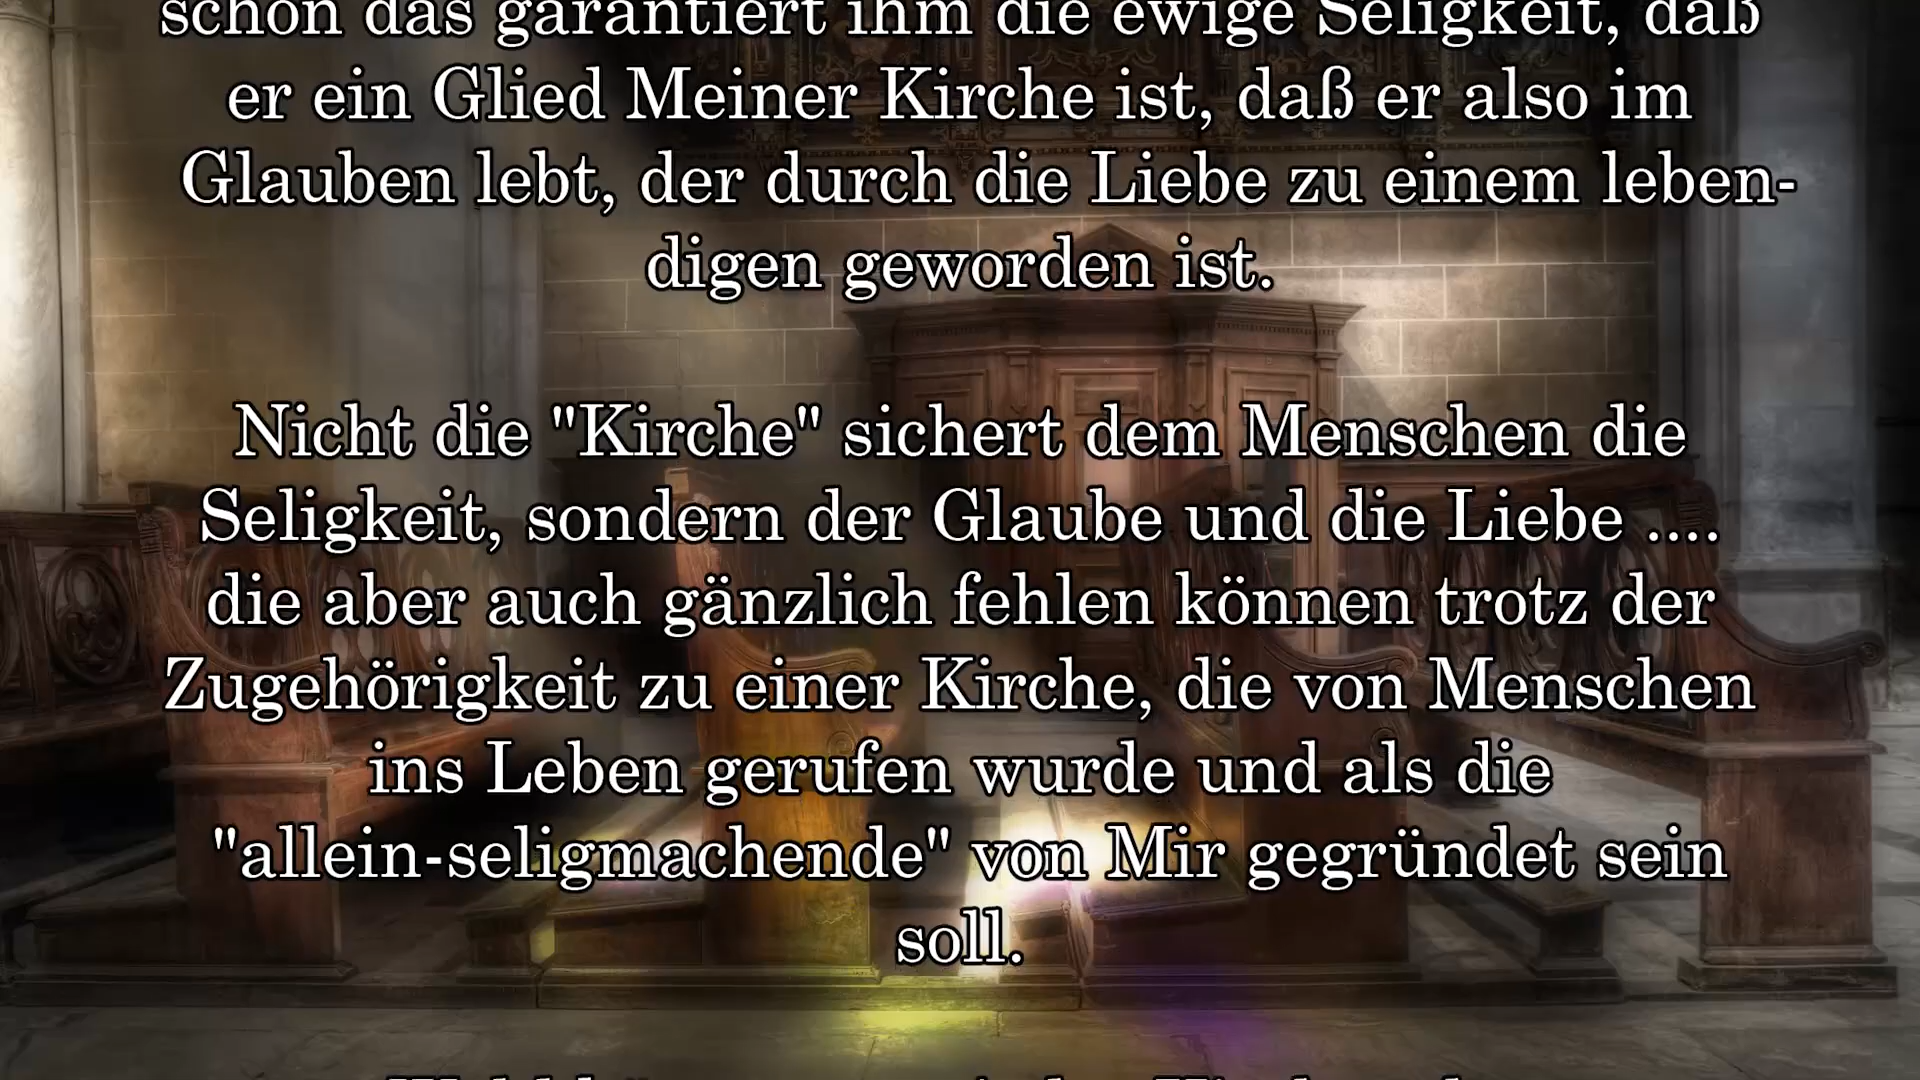 schon das garantiert ihm die ewige Seligkeit, daß
er ein Glied Meiner Kirche ist, daß er also im
Glauben lebt, der durch die Liebe zu einem leben-
digen geworden ist.
Nicht die "Kirche" sichert dem Menschen die
Seligkeit, sondern der Glaube und die Liebe ....
die aber auch gänzlich fehlen können trotz der
Zugehörigkeit zu einer Kirche, die von Menschen
ins Leben gerufen wurde und als die
"allein-seligmachende" von Mir gegründet sein
soll.